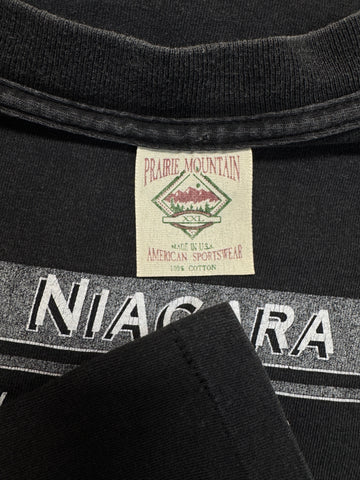 PRAIRIE MOUNTAIN
XXL
MADE IN U.S.A.
AMERICAN SPORTSWEAR
100% COTTON
NIAGARA